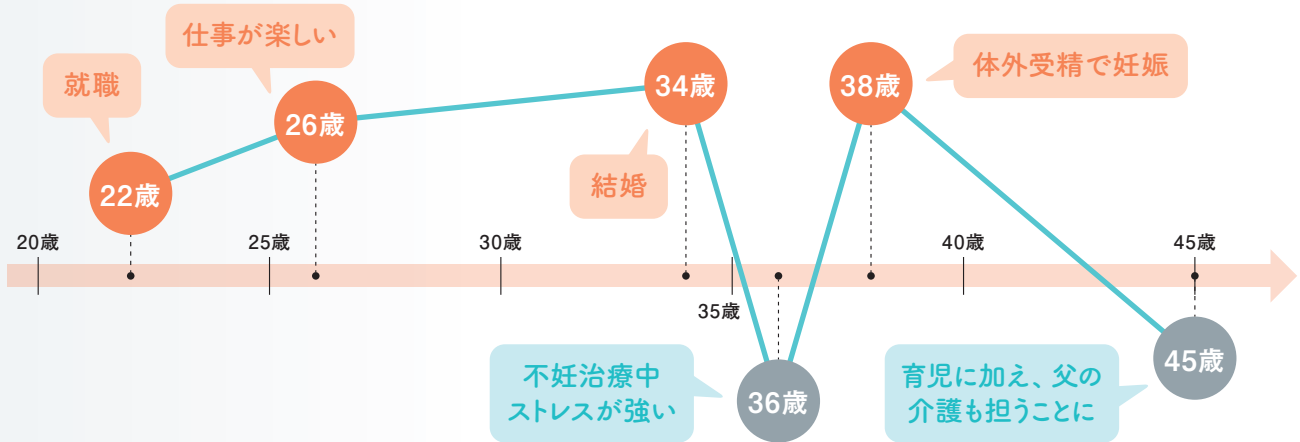 仕事が楽しい
就職
22歳
26歳
34歳
結婚
38歳
体外受精で妊娠
20歳
25歳
30歳
35歳
40歳
45歳
不妊治療中
ストレスが強い
36歳
育児に加え、父の
介護も担うことに
45歳